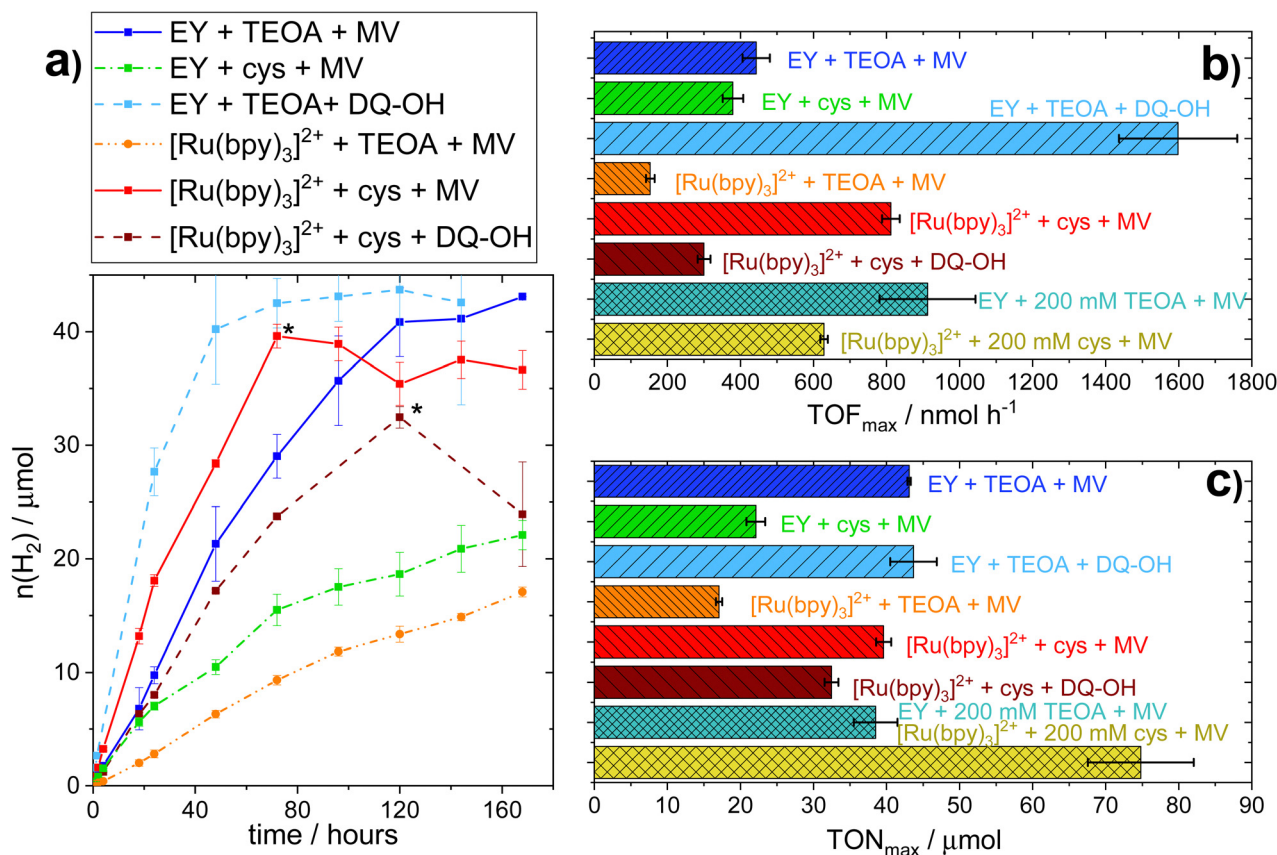 a)
EY + TEOA + MV
EY + cys + MV
EY + TEOA+ DQ-OH
[Ru(bpy)₃]²⁺ + TEOA + MV
[Ru(bpy)₃]²⁺ + cys + MV
[Ru(bpy)₃]²⁺ + cys + DQ-OH
n(H₂) / μmol
40
30
20
10
0
*
*
0 40 80 120 160
time / hours
b)
EY + TEOA + MV
EY + cys + MV
EY + TEOA + DQ-OH
[Ru(bpy)₃]²⁺ + TEOA + MV
[Ru(bpy)₃]²⁺ + cys + MV
[Ru(bpy)₃]²⁺ + cys + DQ-OH
EY + 200 mM TEOA + MV
[Ru(bpy)₃]²⁺ + 200 mM cys + MV
0 200 400 600 800 1000 1200 1400 1600 1800
TOFmax / nmol h⁻¹
c)
EY + TEOA + MV
EY + cys + MV
EY + TEOA + DQ-OH
[Ru(bpy)₃]²⁺ + TEOA + MV
[Ru(bpy)₃]²⁺ + cys + MV
[Ru(bpy)₃]²⁺ + cys + DQ-OH
EY + 200 mM TEOA + MV
[Ru(bpy)₃]²⁺ + 200 mM cys + MV
0 10 20 30 40 50 60 70 80 90
TONmax / μmol